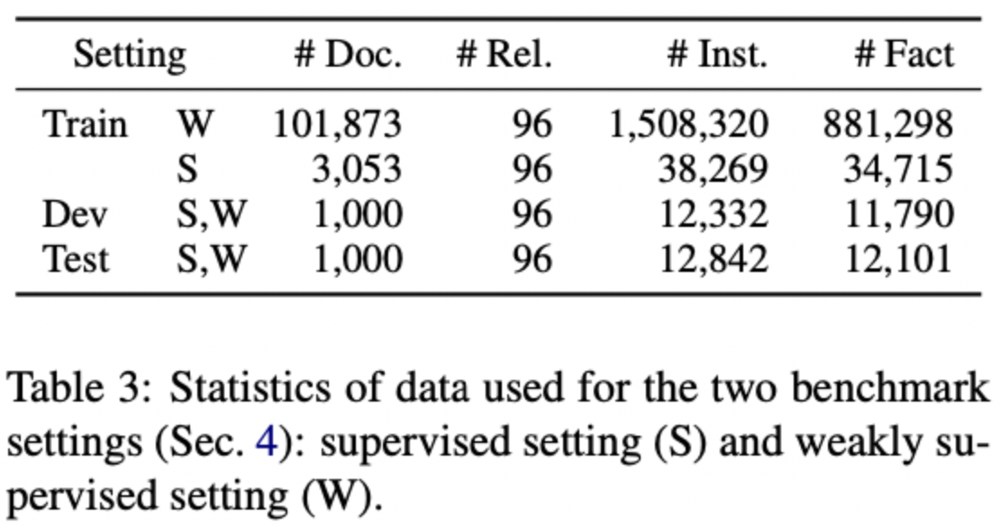 Setting # Doc. # Rel. # Inst. # Fact
Train W 101,873 96 1,508,320 881,298
S 3,053 96 38,269 34,715
Dev S,W 1,000 96 12,332 11,790
Test S,W 1,000 96 12,842 12,101
Table 3: Statistics of data used for the two benchmark
settings (Sec. 4): supervised setting (S) and weakly su-
pervised setting (W).